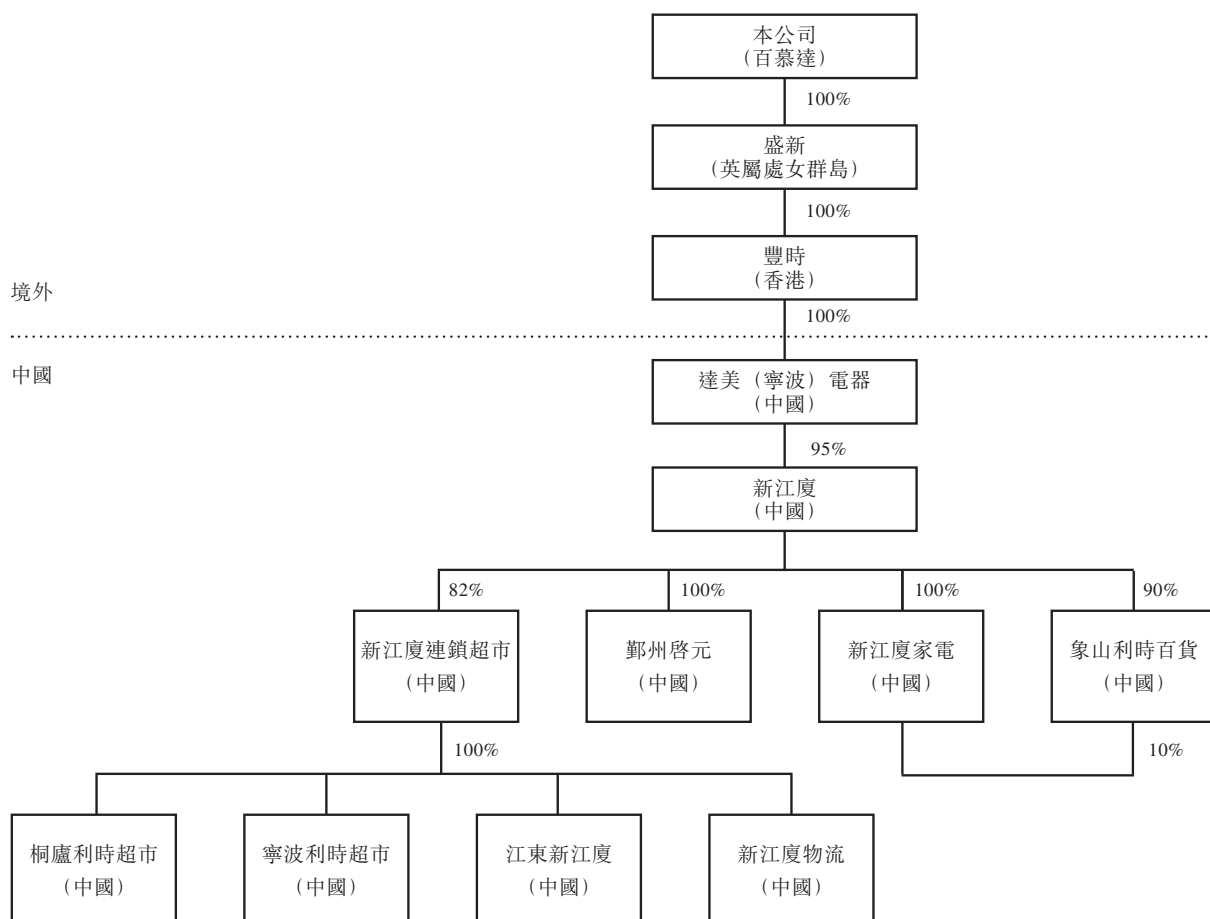 本公司
(百慕達)
100%
盛新
(英屬處女群島)
100%
豐時
(香港)
境外
100%
中國
達美(寧波)電器
(中國)
95%
新江廈
(中國)
82%
100%
100%
90%
新江廈連鎖超市
(中國)
鄞州啓元
(中國)
新江廈家電
(中國)
象山利時百貨
(中國)
100%
10%
桐廬利時超市
(中國)
寧波利時超市
(中國)
江東新江廈
(中國)
新江廈物流
(中國)